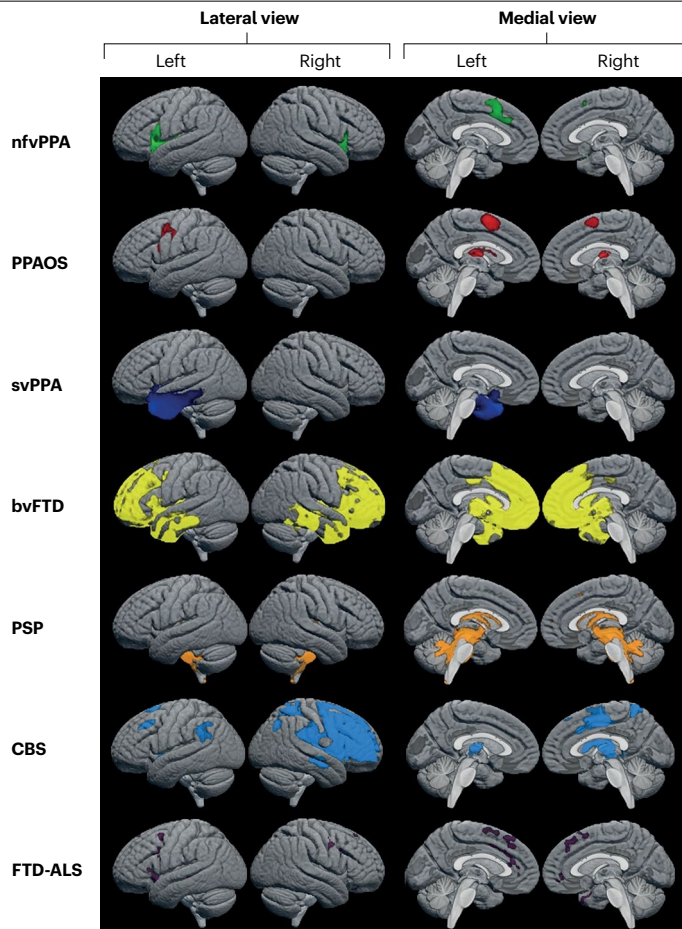 Lateral view Medial view
Left Right Left Right
nfvPPA
PPAOS
svPPA
bvFTD
PSP
CBS
FTD-ALS